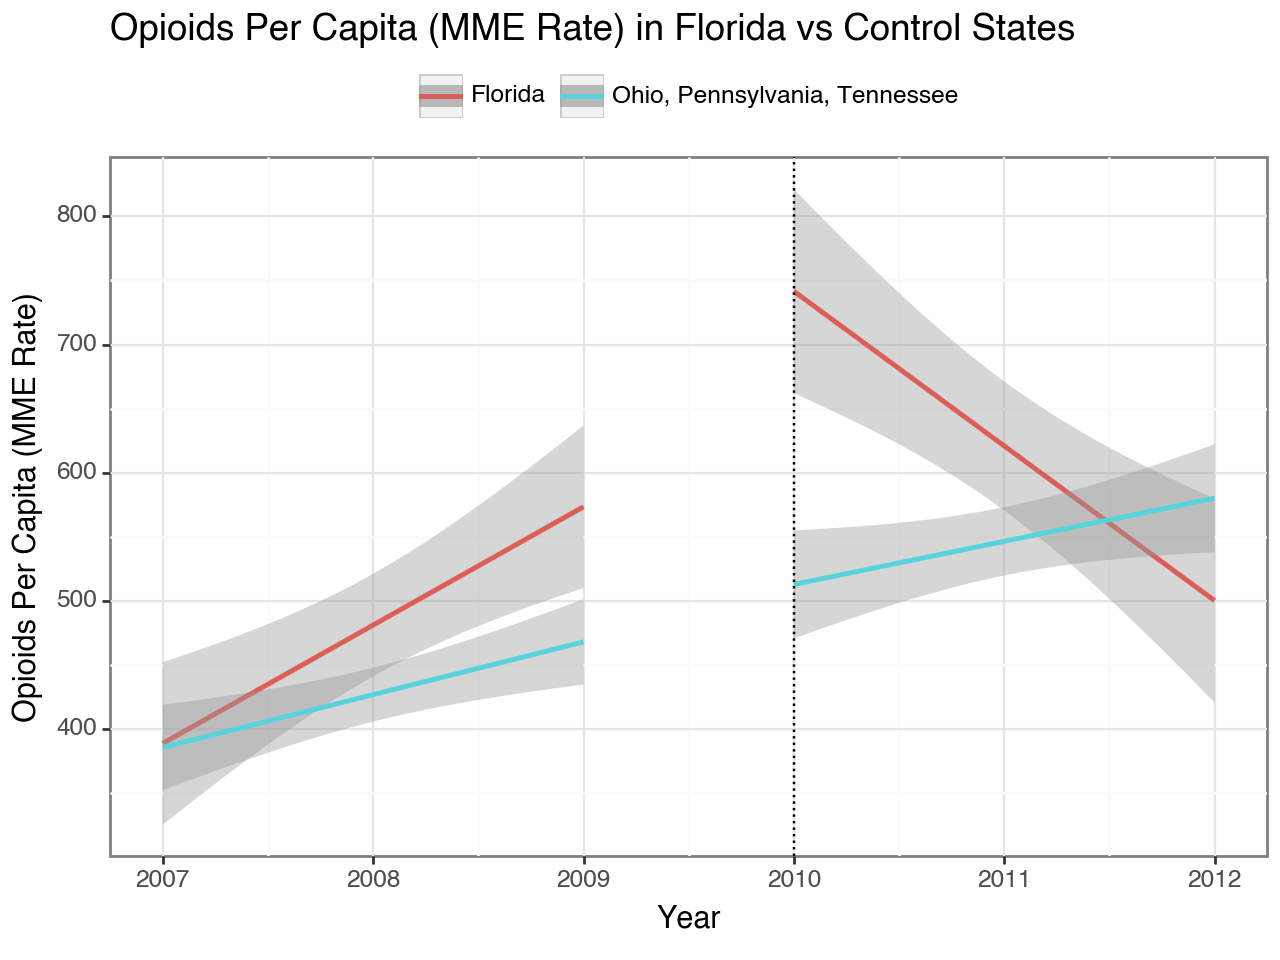 Opioids Per Capita (MME Rate) in Florida vs Control States
Florida
Ohio, Pennsylvania, Tennessee
Opioids Per Capita (MME Rate)
800
700
600
500
400
2007
2008
2009
2010
2011
2012
Year